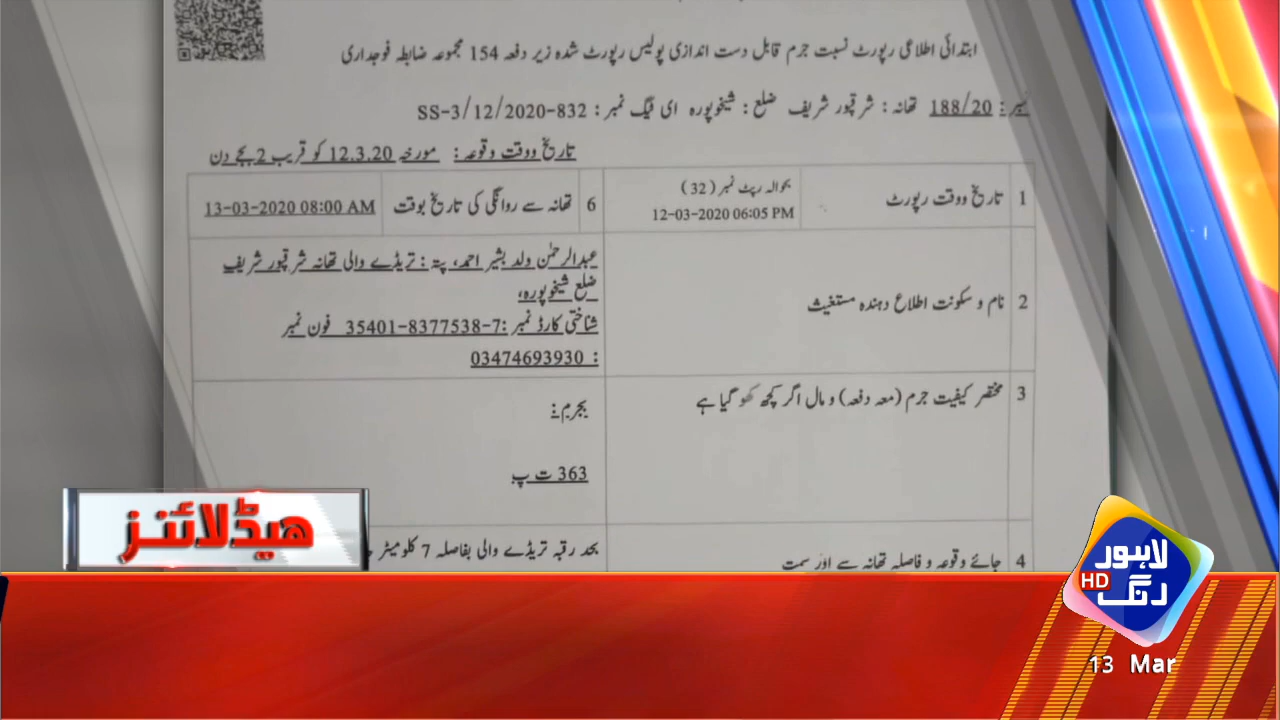 ابتدائی اطلاعی رپورٹ نسبت جرم قابل دست اندازی پولیس رپورٹ شدہ زیر دفعہ 154 مجموعہ ضابطہ فوجداری
نمبر : 188/20 تھانہ : شرقپور شریف ضلع : شیخوپورہ ای ٹیگ نمبر : SS-3/12/2020-832
تاریخ ووقت وقوعہ : مورخہ 12.3.20 کو قریب 2 بجے دن
1 تاریخ ووقت رپورٹ
بحوالہ رپٹ نمبر ( 32 )
12-03-2020 06:05 PM
6 تھانہ سے روانگی کی تاریخ بوقت
13-03-2020 08:00 AM
2 نام و سکونت اطلاع دہندہ مستغیث
عبدالرحمٰن ولد بشیر احمد، پتہ : تریڈے والی تھانہ شرقپور شریف
ضلع شیخوپورہ،
شناختی کارڈ نمبر :7-8377538-35401 فون نمبر
: 03474693930
3 مختصر کیفیت جرم (معہ دفعہ) و مال اگر کچھ کھو گیا ہے
بجرم :
363 ت پ
4 جائے وقوعہ و فاصلہ تھانہ سے اور سمت
بحد رقبہ تریڈے والی بفاصلہ 7 کلومیٹر
ھیڈلائنز
لاہور
رنگ HD
13 Mar